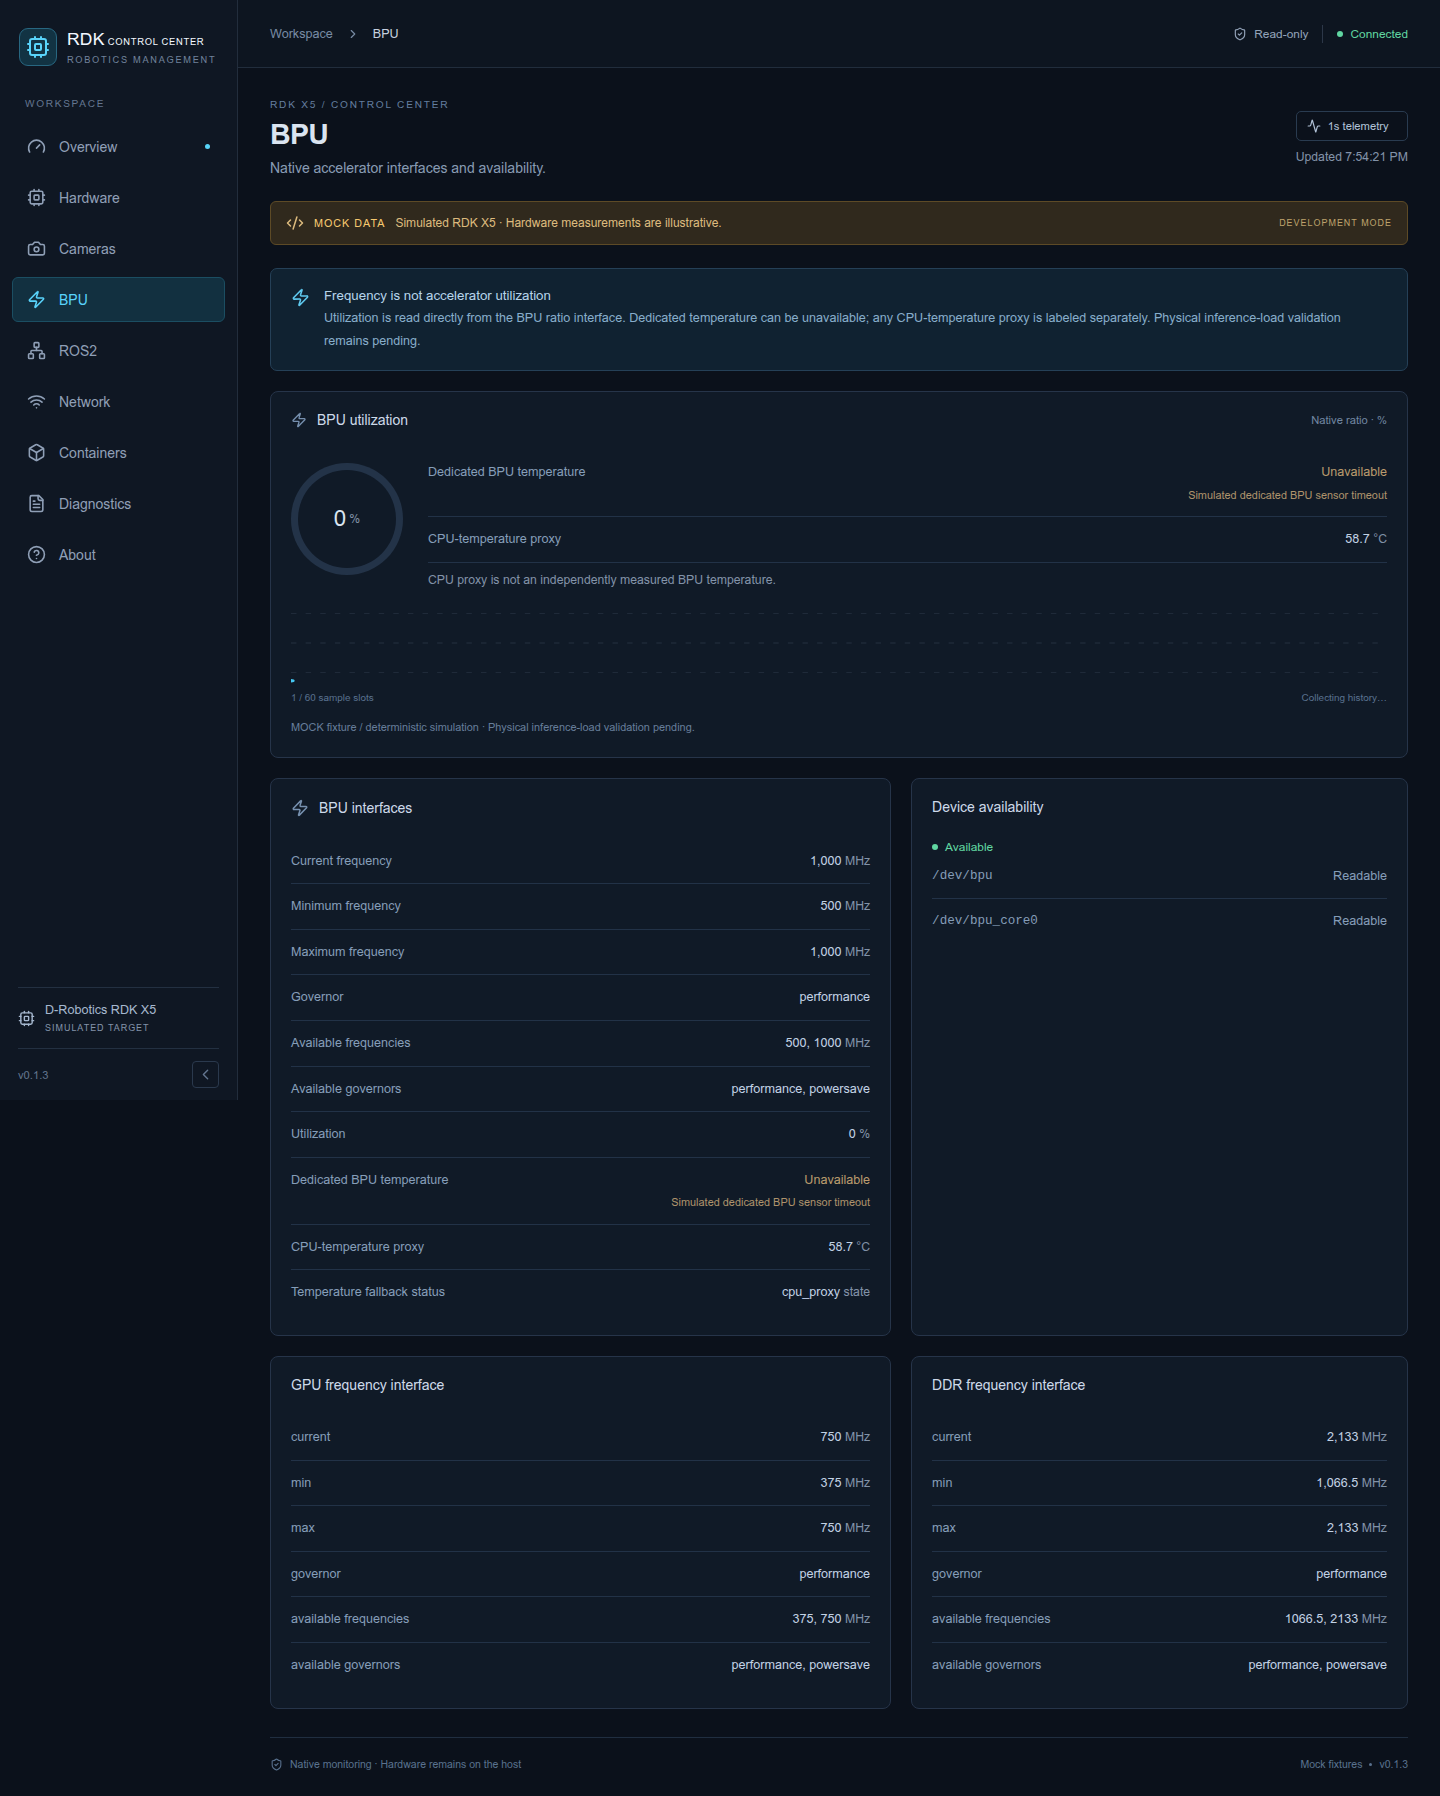 RDK CONTROL CENTER
ROBOTICS MANAGEMENT
WORKSPACE
Overview
Hardware
Cameras
BPU
ROS2
Network
Containers
Diagnostics
About
D-Robotics RDK X5
SIMULATED TARGET
v0.1.3
Workspace > BPU
Read-only
Connected
RDK X5 / CONTROL CENTER
BPU
Native accelerator interfaces and availability.
1s telemetry
Updated 7:54:21 PM
MOCK DATA Simulated RDK X5 · Hardware measurements are illustrative.
DEVELOPMENT MODE
Frequency is not accelerator utilization
Utilization is read directly from the BPU ratio interface. Dedicated temperature can be unavailable; any CPU-temperature proxy is labeled separately. Physical inference-load validation
remains pending.
BPU utilization
Native ratio · %
0 %
Dedicated BPU temperature Unavailable
Simulated dedicated BPU sensor timeout
CPU-temperature proxy 58.7 °C
CPU proxy is not an independently measured BPU temperature.
1 / 60 sample slots
Collecting history...
MOCK fixture / deterministic simulation · Physical inference-load validation pending.
BPU interfaces
Current frequency 1,000 MHz
Minimum frequency 500 MHz
Maximum frequency 1,000 MHz
Governor performance
Available frequencies 500, 1000 MHz
Available governors performance, powersave
Utilization 0 %
Dedicated BPU temperature Unavailable
Simulated dedicated BPU sensor timeout
CPU-temperature proxy 58.7 °C
Temperature fallback status cpu_proxy state
Device availability
Available
/dev/bpu Readable
/dev/bpu_core0 Readable
GPU frequency interface
current 750 MHz
min 375 MHz
max 750 MHz
governor performance
available frequencies 375, 750 MHz
available governors performance, powersave
DDR frequency interface
current 2,133 MHz
min 1,066.5 MHz
max 2,133 MHz
governor performance
available frequencies 1066.5, 2133 MHz
available governors performance, powersave
Native monitoring · Hardware remains on the host
Mock fixtures • v0.1.3